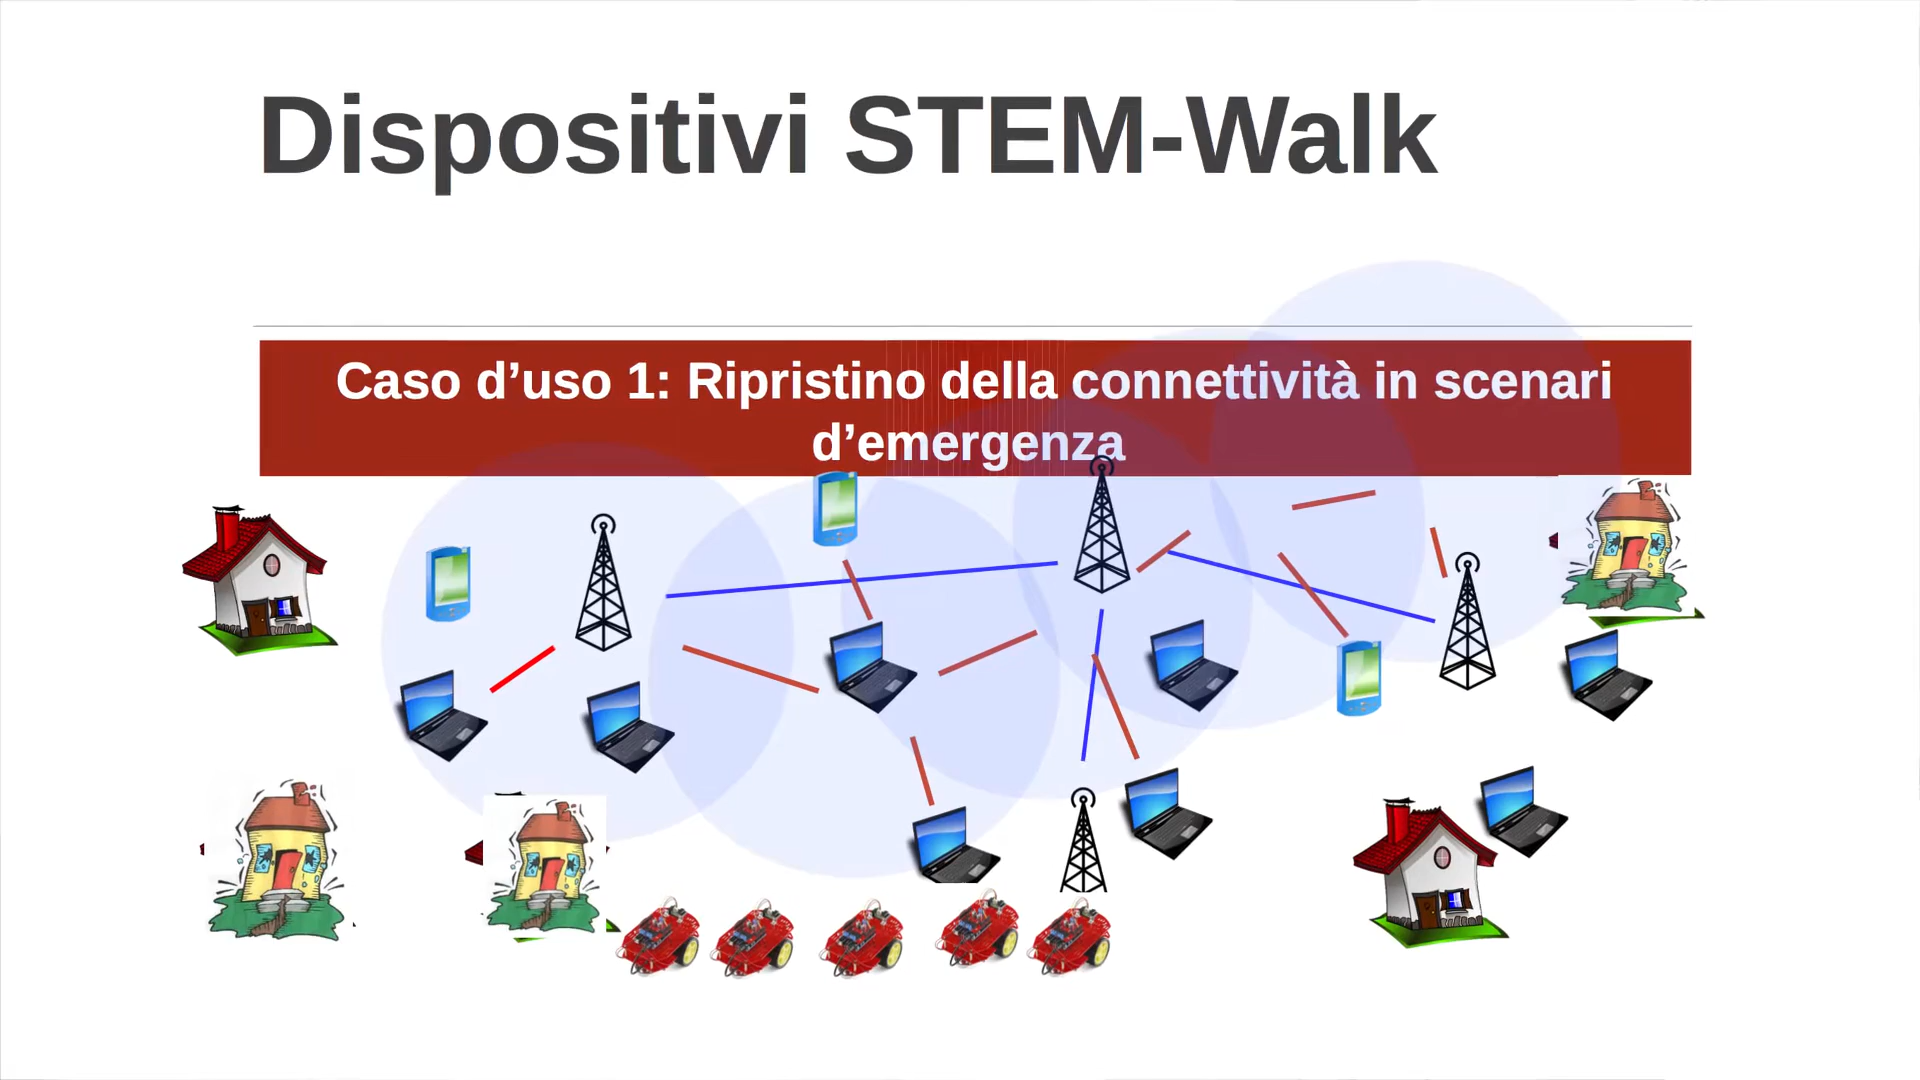 Dispositivi STEM-Walk
Caso d’uso 1: Ripristino della connettività in scenari
d’emergenza